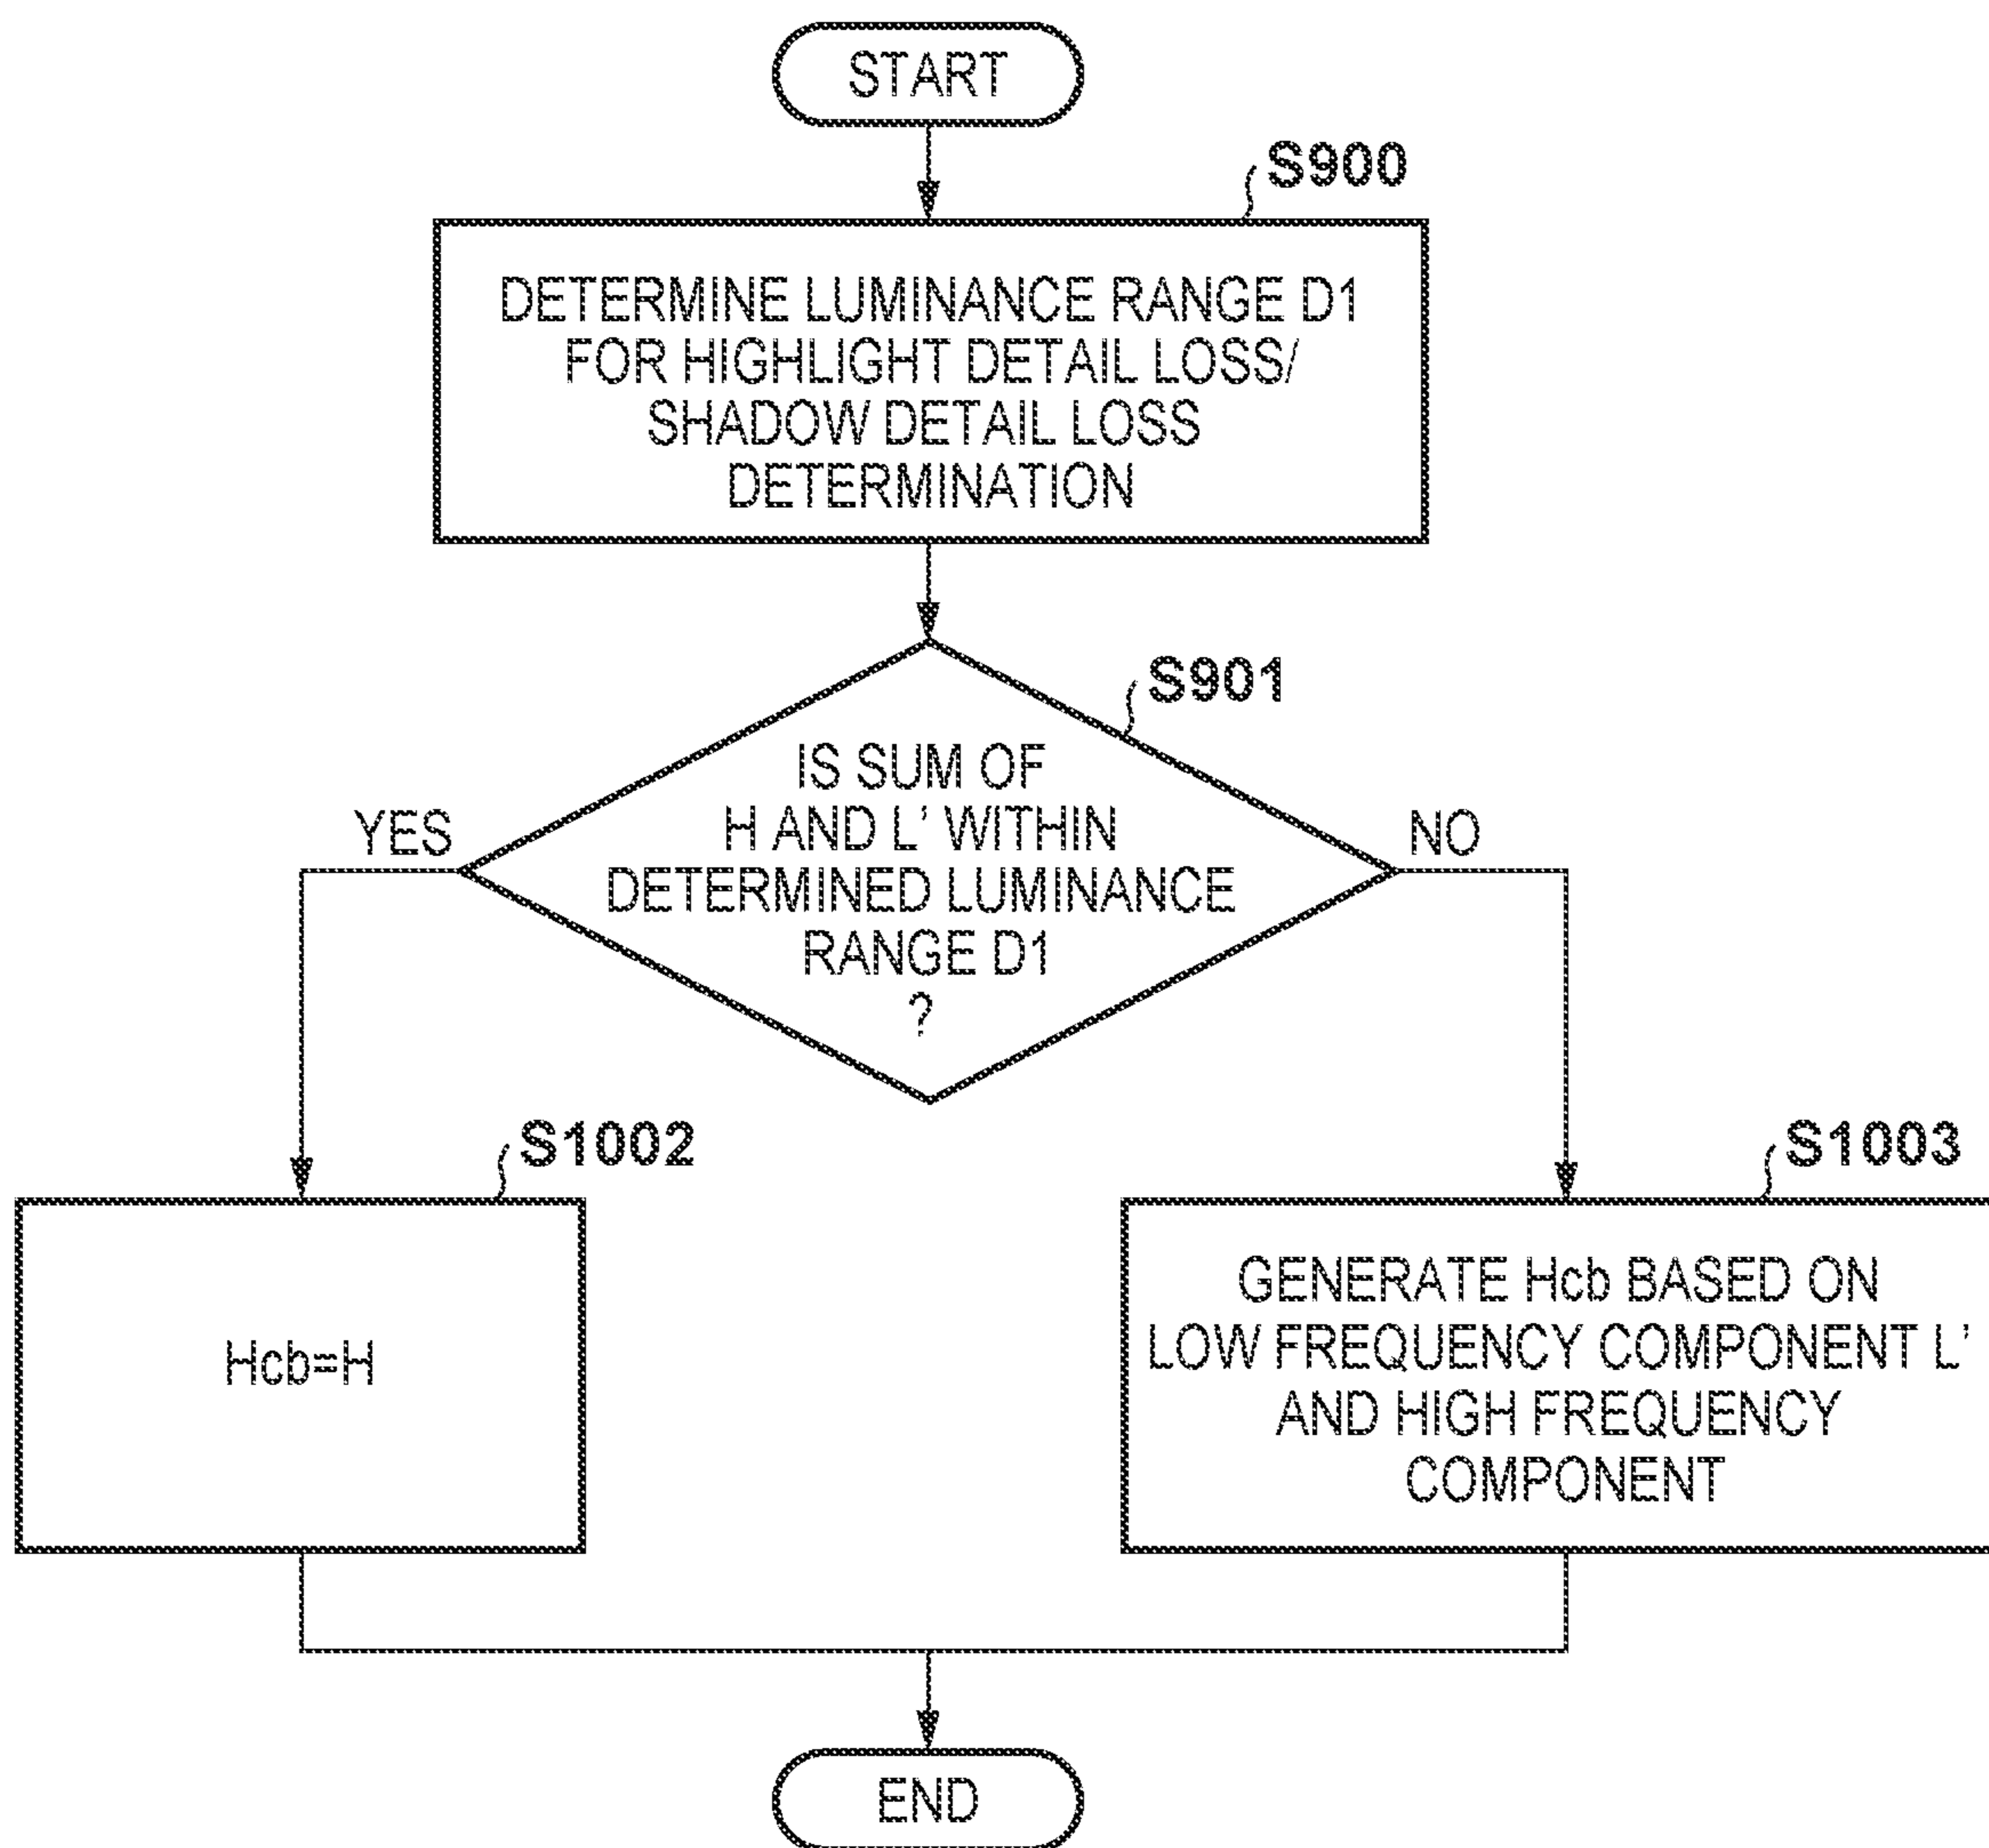 START
S900
DETERMINE LUMINANCE RANGE D1
FOR HIGHLIGHT DETAIL LOSS/
SHADOW DETAIL LOSS
DETERMINATION
S901
IS SUM OF
H AND L' WITHIN
DETERMINED LUMINANCE
RANGE D1
?
YES
NO
S1002
Hcb=H
S1003
GENERATE Hcb BASED ON
LOW FREQUENCY COMPONENT L'
AND HIGH FREQUENCY
COMPONENT
END